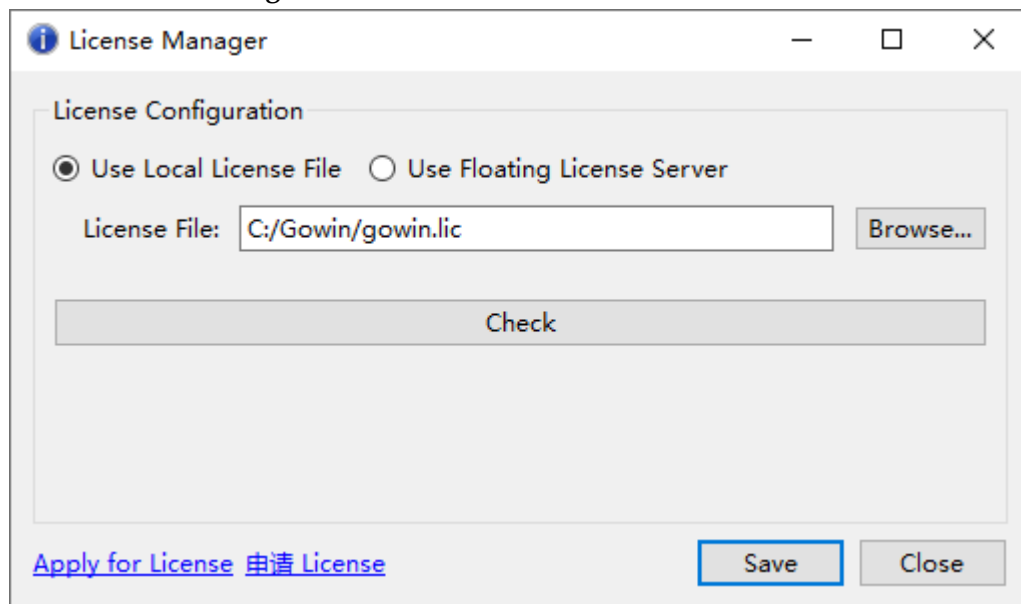 License Manager
License Configuration
Use Local License File Use Floating License Server
License File: C:/Gowin/gowin.lic Browse...
Check
Apply for License 申请 License Save Close